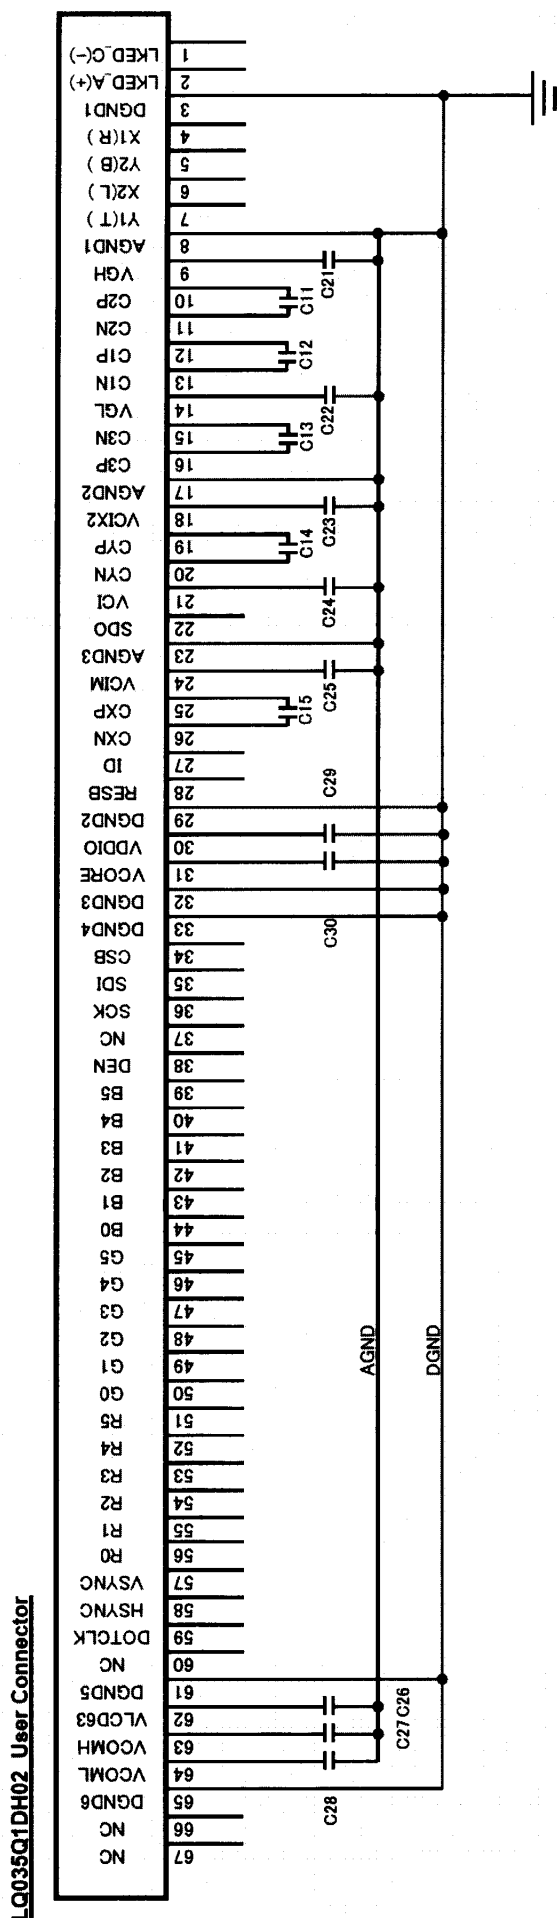 LQ035Q1DH02 User Connector
LKED_C(-) 1
LKED_A(+) 2
DGND1 3
X1(R) 4
Y2(B) 5
X2(L) 6
Y1(T) 7
AGND1 8
VGH 9
C2P 10
C2N 11
C1P 12
C1N 13
VGL 14
C3N 15
C3P 16
AGND2 17
VCIX2 18
CYP 19
CYN 20
VCI 21
SDO 22
AGND3 23
VCIM 24
CXP 25
CXN 26
ID 27
RESB 28
DGND2 29
VDDIO 30
VCORE 31
DGND3 32
DGND4 33
CSB 34
SDI 35
SCK 36
NC 37
DEN 38
B5 39
B4 40
B3 41
B2 42
B1 43
B0 44
G5 45
G4 46
G3 47
G2 48
G1 49
G0 50
R5 51
R4 52
R3 53
R2 54
R1 55
R0 56
VSYNC 57
HSYNC 58
DOTCLK 59
NC 60
DGND5 61
VLCD63 62
VCOMH 63
VCOML 64
DGND6 65
NC 66
NC 67
C21
C11
C12
C22
C13
C23
C14
C24
C25
C15
C29
C30
AGND
DGND
C27 C26
C28